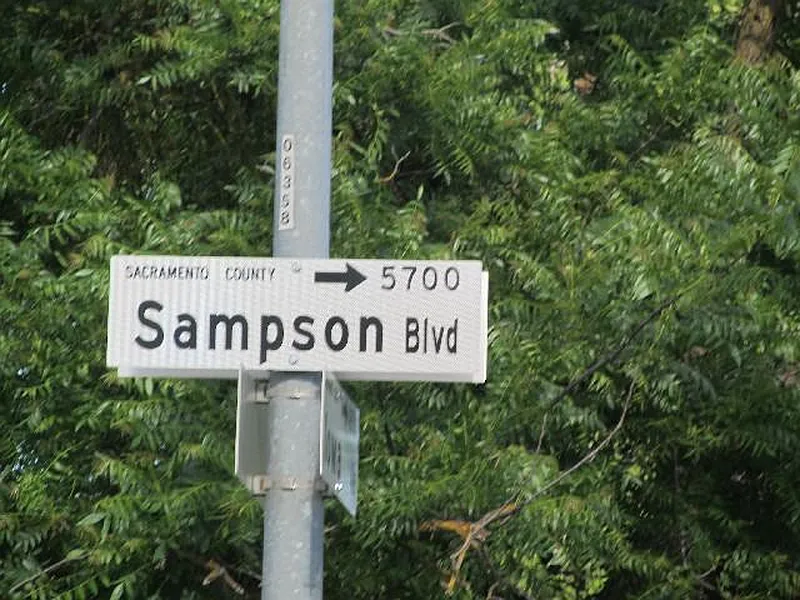 06358
SACRAMENTO COUNTY → 5700
Sampson Blvd